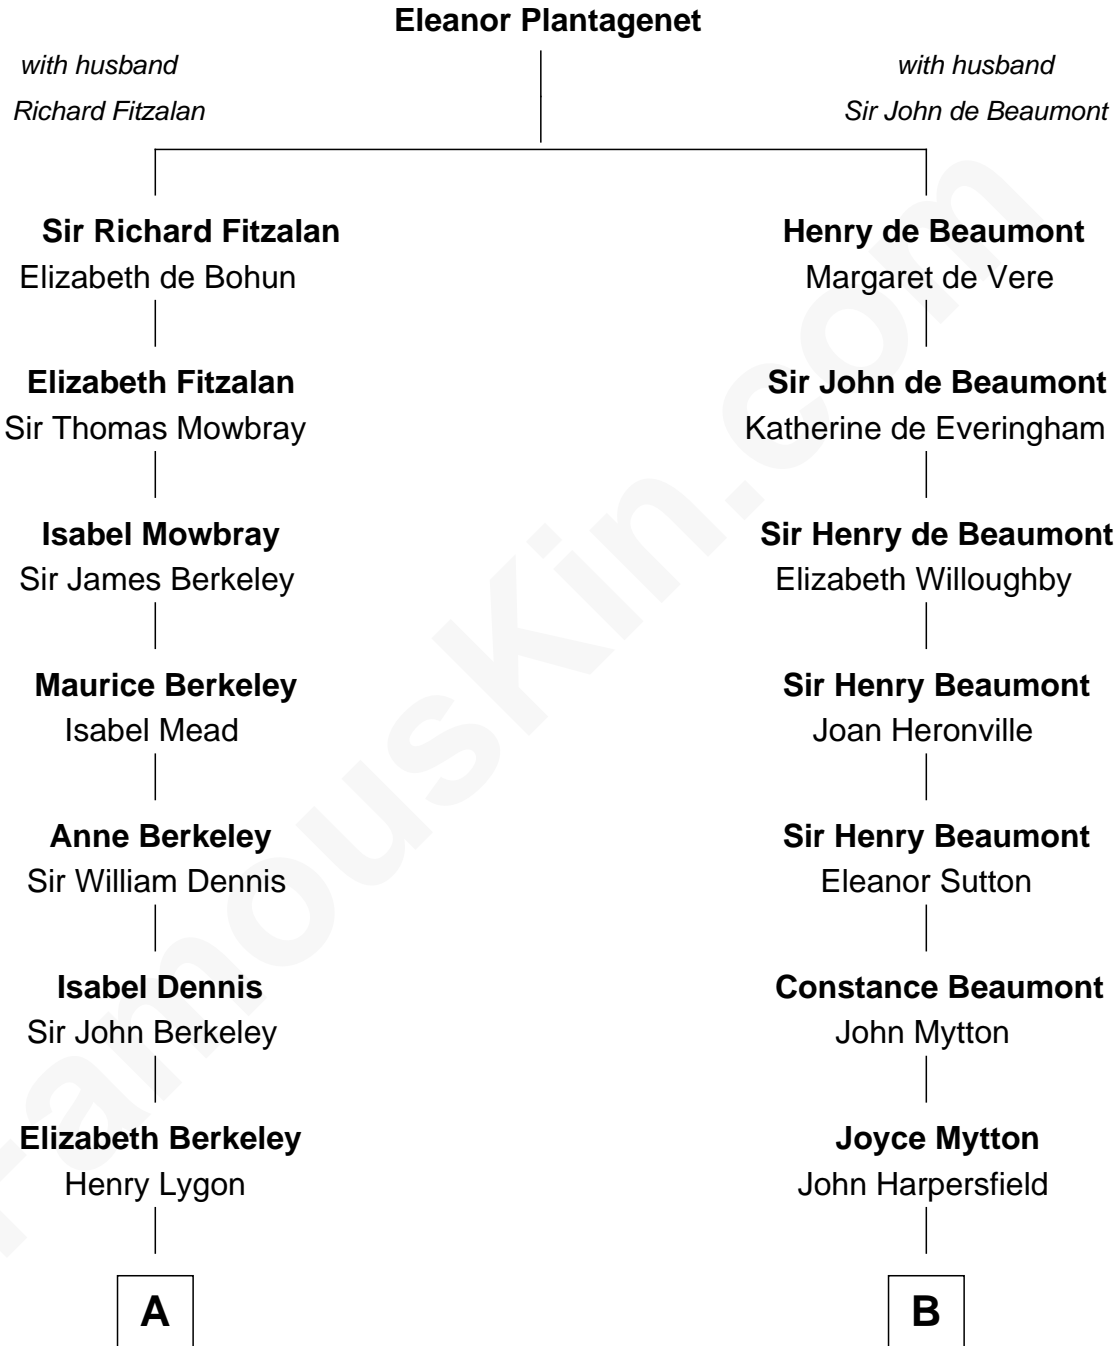 Eleanor Plantagenet
with husband
Richard Fitzalan
with husband
Sir John de Beaumont
Sir Richard Fitzalan
Elizabeth de Bohun
Elizabeth Fitzalan
Sir Thomas Mowbray
Isabel Mowbray
Sir James Berkeley
Maurice Berkeley
Isabel Mead
Anne Berkeley
Sir William Dennis
Isabel Dennis
Sir John Berkeley
Elizabeth Berkeley
Henry Lygon
A
Henry de Beaumont
Margaret de Vere
Sir John de Beaumont
Katherine de Everingham
Sir Henry de Beaumont
Elizabeth Willoughby
Sir Henry Beaumont
Joan Heronville
Sir Henry Beaumont
Eleanor Sutton
Constance Beaumont
John Mytton
Joyce Mytton
John Harpersfield
B
FamousKin.com